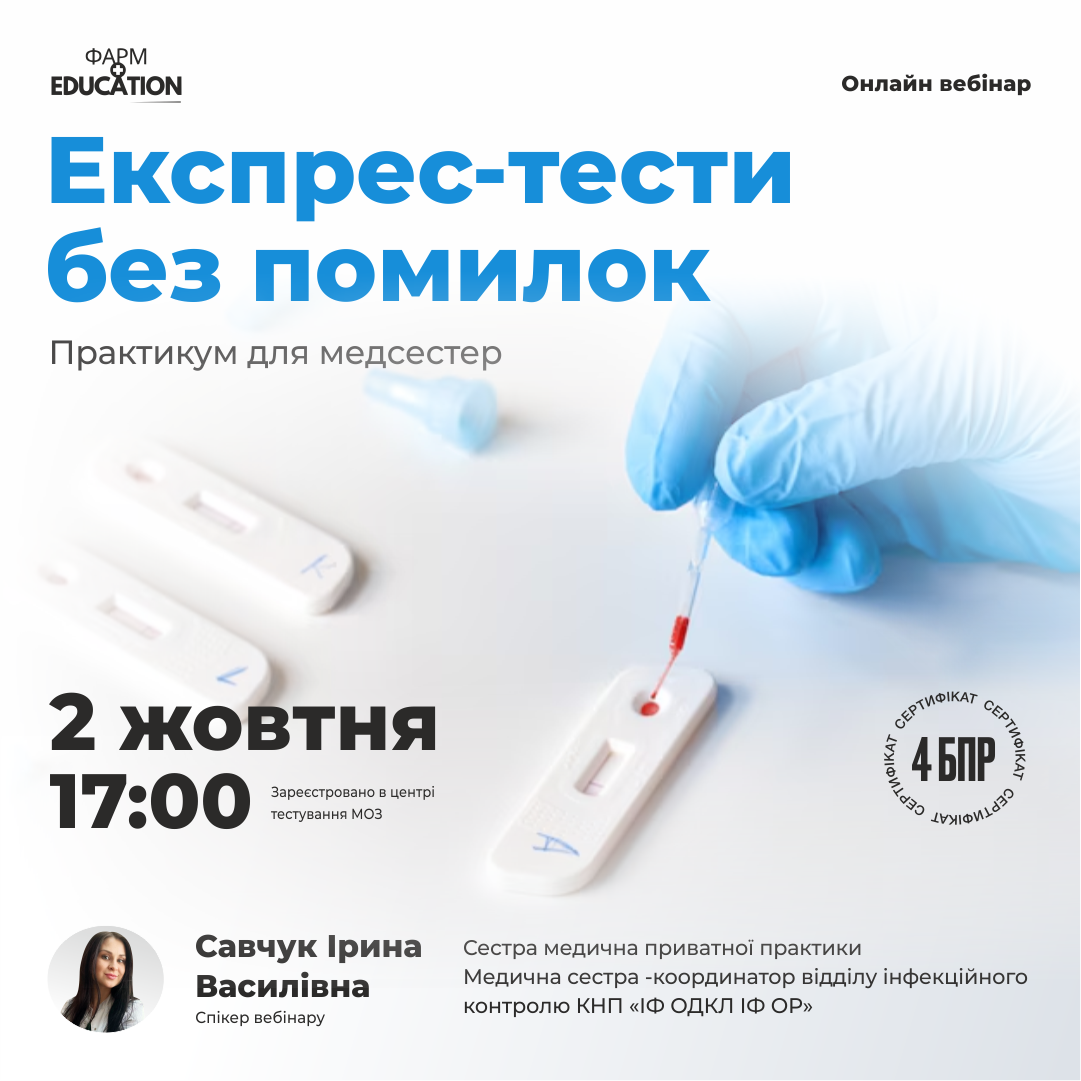 ФАРМ
EDUCATION
Онлайн вебінар
Експрес-тести
без помилок
Практикум для медсестер
K
L
A
2 жовтня
17:00
Зареєстровано в центрі
тестування МОЗ
СЕРТИФІКАТ СЕРТИФІКАТ СЕРТИФІКАТ СЕРТИФІКАТ
4 БПР
Савчук Ірина
Василівна
Спікер вебінару
Сестра медична приватної практики
Медична сестра -координатор відділу інфекційного
контролю КНП «ІФ ОДКЛ ІФ ОР»